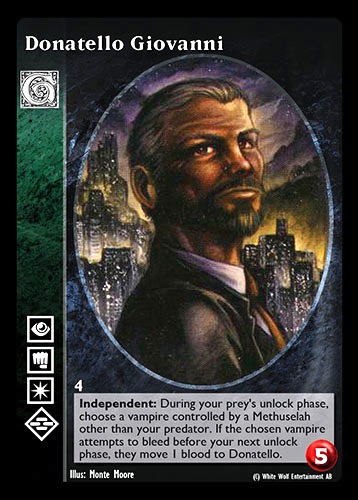 Donatello Giovanni
4
Independent: During your prey's unlock phase,
choose a vampire controlled by a Methuselah
other than your predator. If the chosen vampire
attempts to bleed before your next unlock
phase, they move 1 blood to Donatello.
5
Illus: Monte Moore
(C) White Wolf Entertainment AB